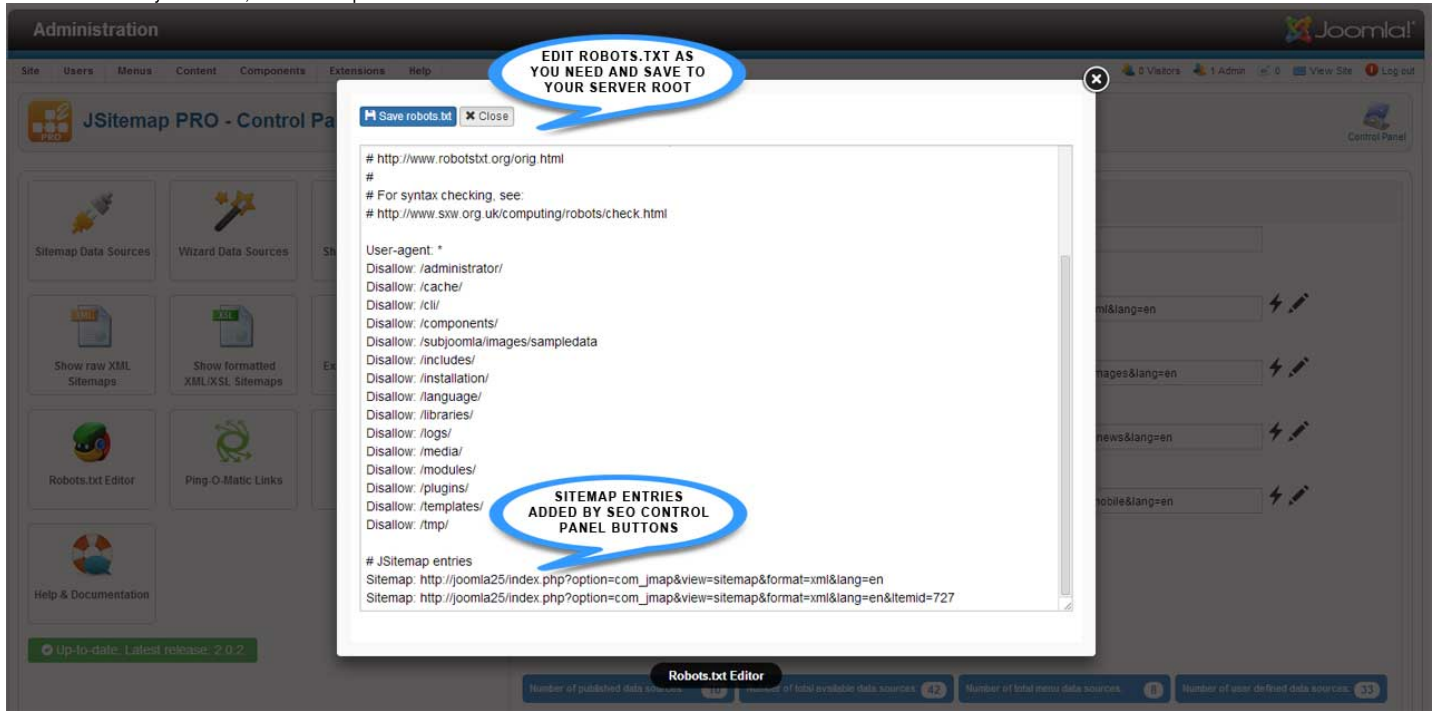 Administration
Joomla!
Site Users Menus Content Components Extensions Help
0 Visitors 1 Admin 0 View Site Log out
EDIT ROBOTS.TXT AS
YOU NEED AND SAVE TO
YOUR SERVER ROOT
JSitemap PRO - Control Pa
PRO
Control Panel
Save robots.txt Close
# http://www.robotstxt.org/orig.html
#
# For syntax checking, see:
# http://www.sxw.org.uk/computing/robots/check.html
User-agent: *
Disallow: /administrator/
Disallow: /cache/
Disallow: /cli/
Disallow: /components/
Disallow: /subjoomla/images/sampledata
Disallow: /includes/
Disallow: /installation/
Disallow: /language/
Disallow: /libraries/
Disallow: /logs/
Disallow: /media/
Disallow: /modules/
Disallow: /plugins/
Disallow: /templates/
Disallow: /tmp/
# JSitemap entries
Sitemap: http://joomla25/index.php?option=com_jmap&view=sitemap&format=xml&lang=en
Sitemap: http://joomla25/index.php?option=com_jmap&view=sitemap&format=xml&lang=en&Itemid=727
SITEMAP ENTRIES
ADDED BY SEO CONTROL
PANEL BUTTONS
Sitemap Data Sources
Wizard Data Sources
Sh
XML
XSL
Show raw XML
Sitemaps
Show formatted
XML/XSL Sitemaps
Ex
Robots.txt Editor
Ping-O-Matic Links
Help & Documentation
ml&lang=en
mages&lang=en
news&lang=en
mobile&lang=en
Up-to-date. Latest release: 2.0.2
Robots.txt Editor
Number of published data sources: 10
Number of total available data sources: 42
Number of total menu data sources: 8
Number of user defined data sources: 33